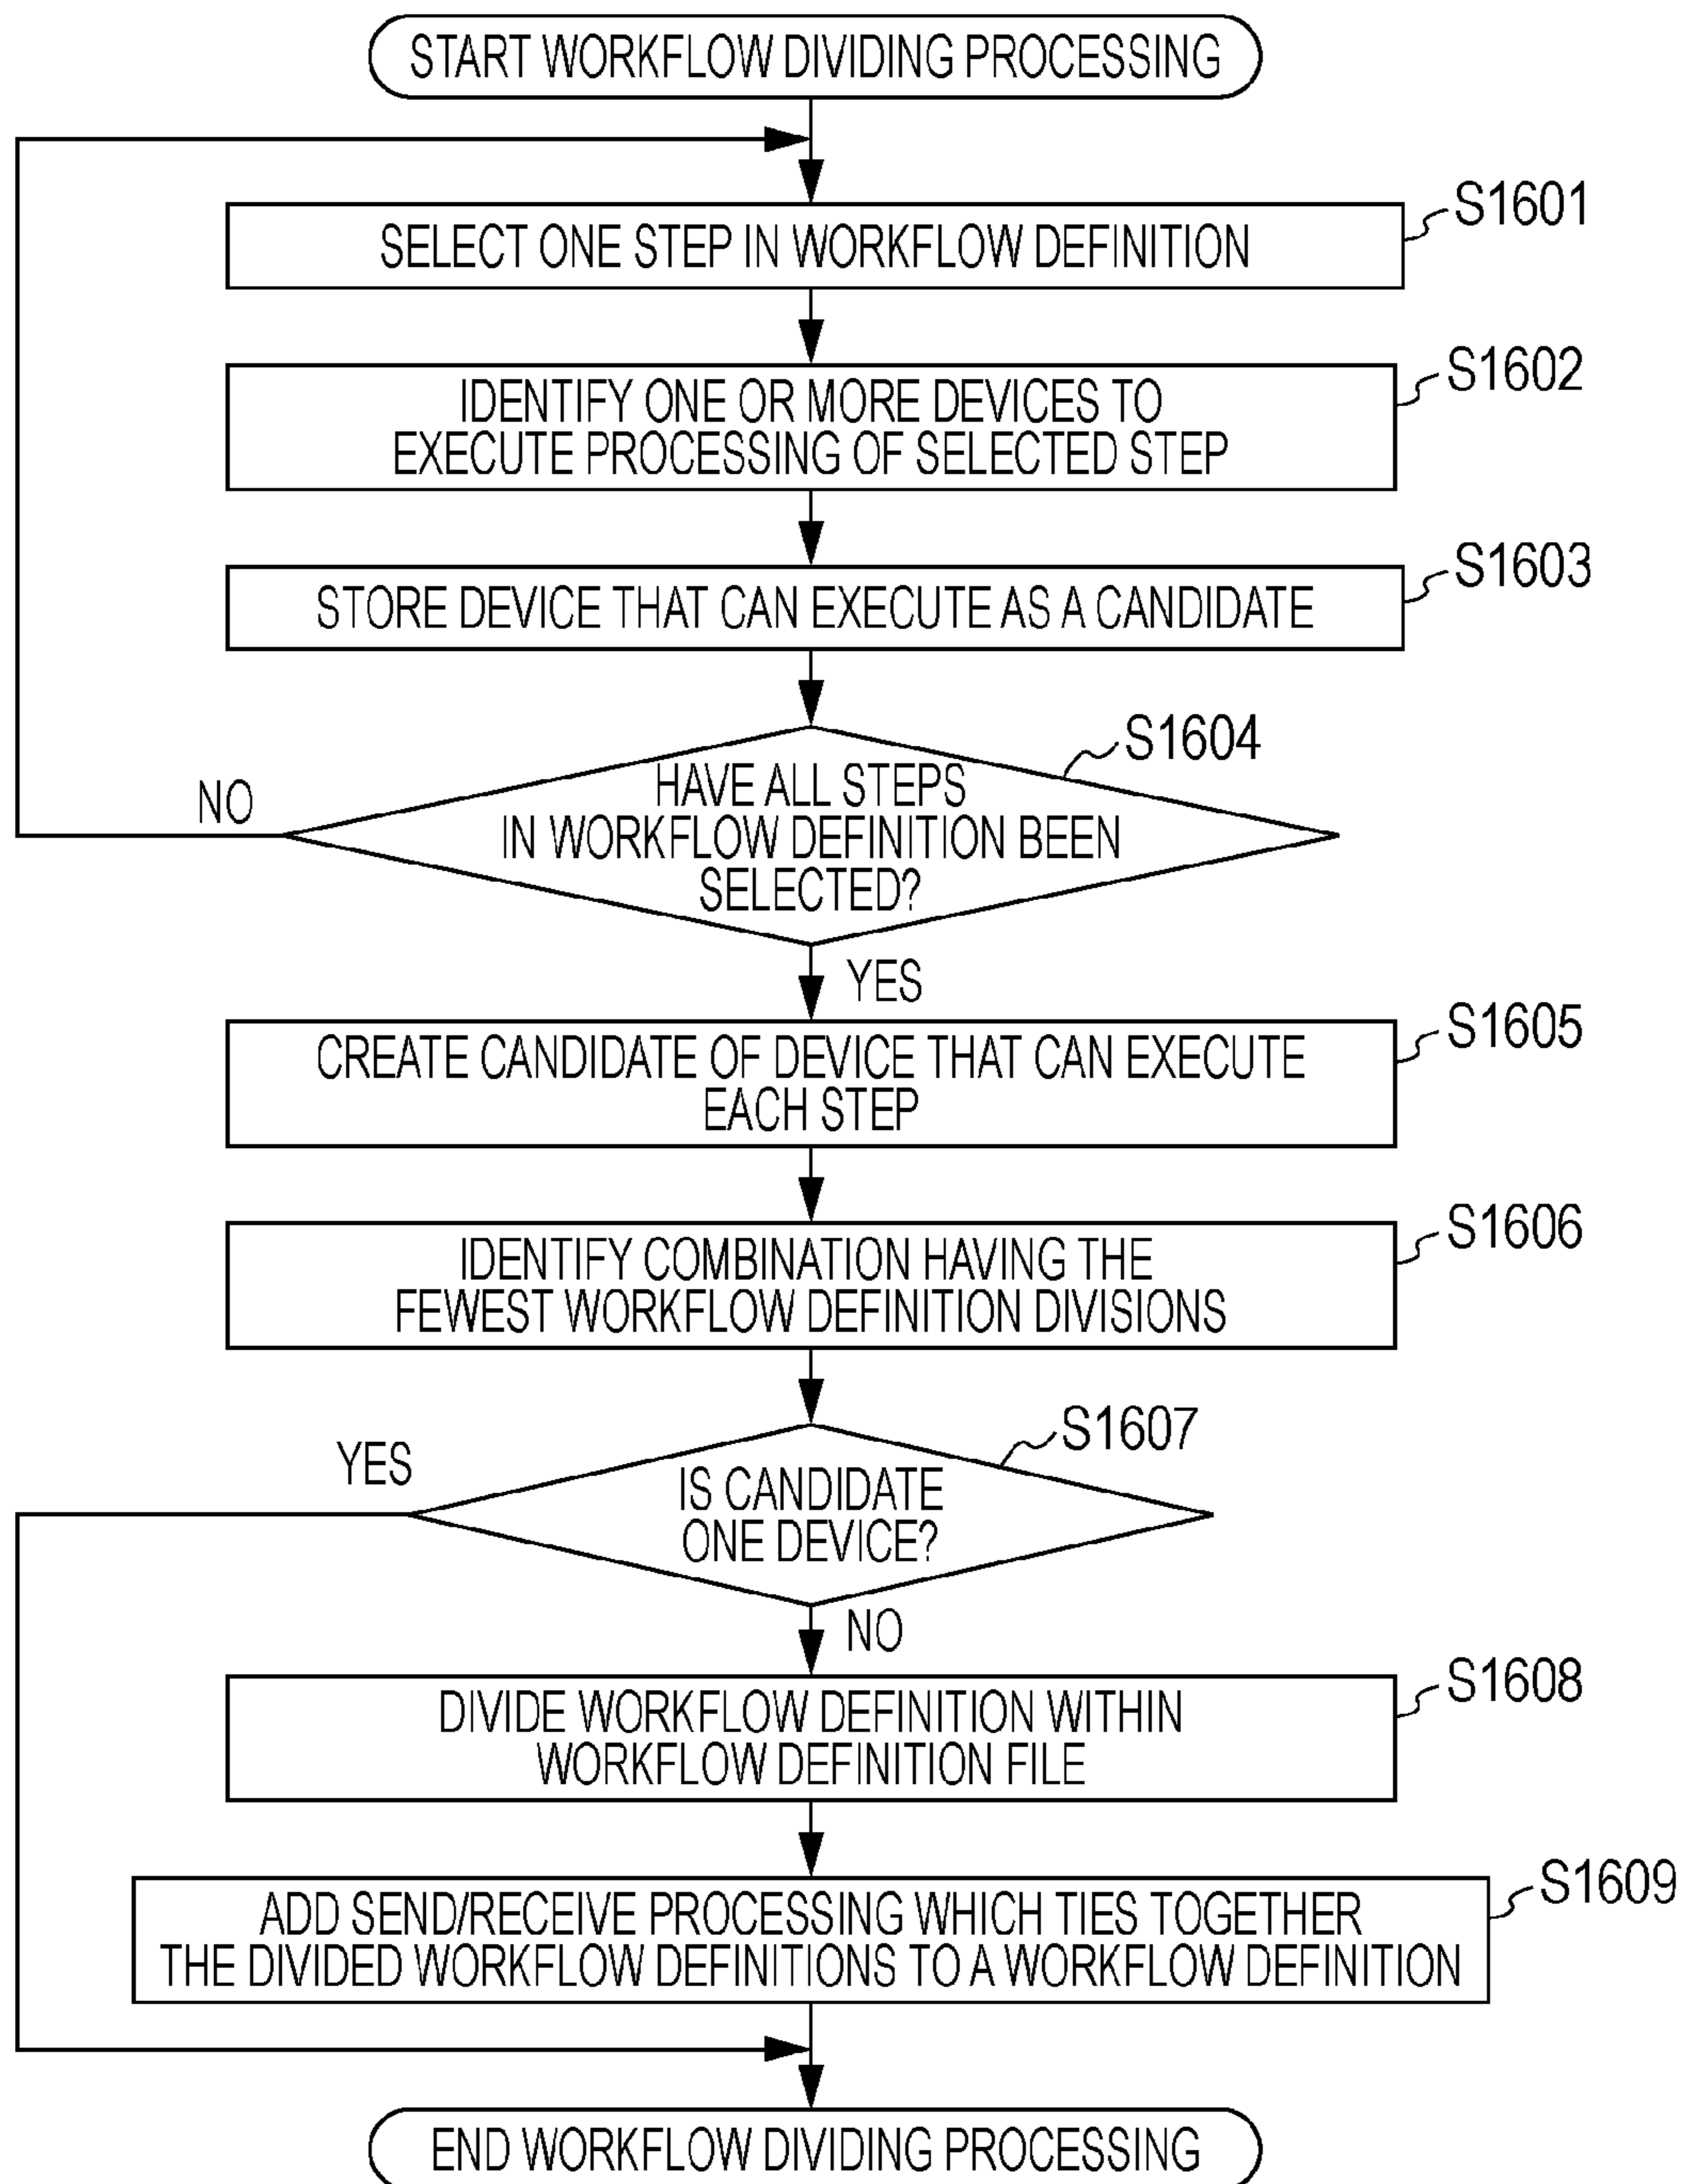 START WORKFLOW DIVIDING PROCESSING
S1601
SELECT ONE STEP IN WORKFLOW DEFINITION
S1602
IDENTIFY ONE OR MORE DEVICES TO
EXECUTE PROCESSING OF SELECTED STEP
S1603
STORE DEVICE THAT CAN EXECUTE AS A CANDIDATE
S1604
NO
HAVE ALL STEPS
IN WORKFLOW DEFINITION BEEN
SELECTED?
YES
S1605
CREATE CANDIDATE OF DEVICE THAT CAN EXECUTE
EACH STEP
S1606
IDENTIFY COMBINATION HAVING THE
FEWEST WORKFLOW DEFINITION DIVISIONS
S1607
YES
IS CANDIDATE
ONE DEVICE?
NO
S1608
DIVIDE WORKFLOW DEFINITION WITHIN
WORKFLOW DEFINITION FILE
S1609
ADD SEND/RECEIVE PROCESSING WHICH TIES TOGETHER
THE DIVIDED WORKFLOW DEFINITIONS TO A WORKFLOW DEFINITION
END WORKFLOW DIVIDING PROCESSING